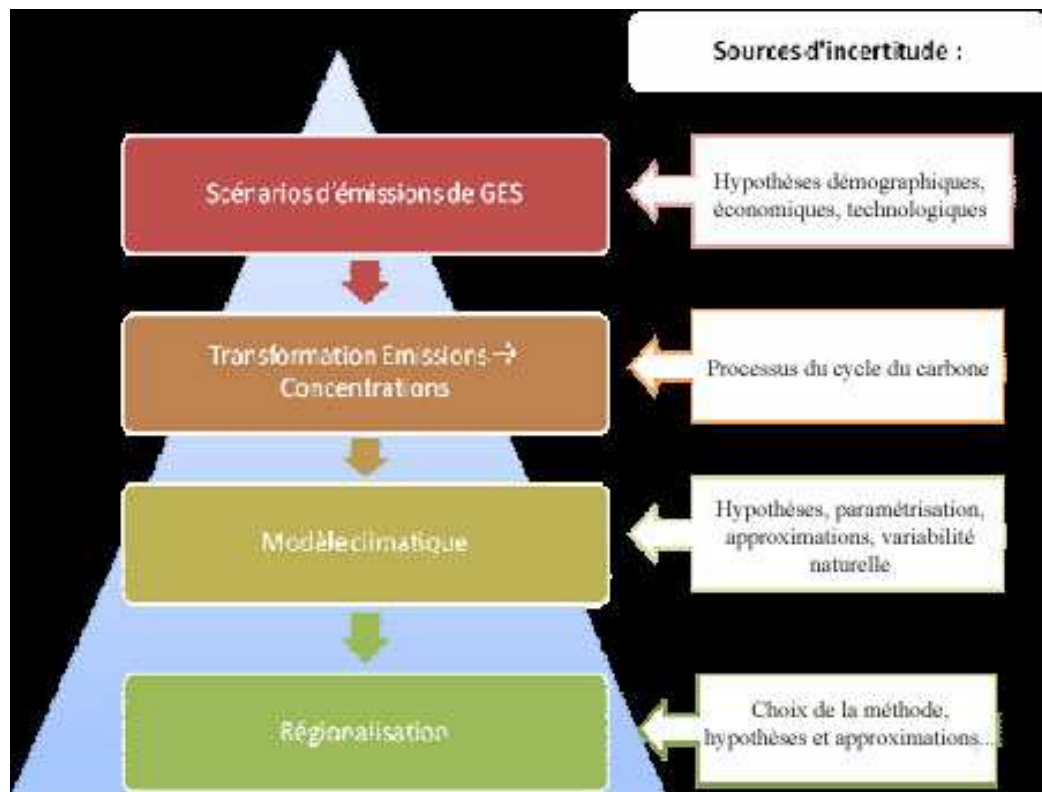 Sources d'incertitude :
Scénarios d'émissions de GES
Hypothèses démographiques,
économiques, technologiques
Transformation Emissions →
Concentrations
Processus du cycle du carbone
Modèle climatique
Hypothèses, paramétrisation,
approximations, variabilité
naturelle
Régionalisation
Choix de la méthode,
hypothèses et approximations...